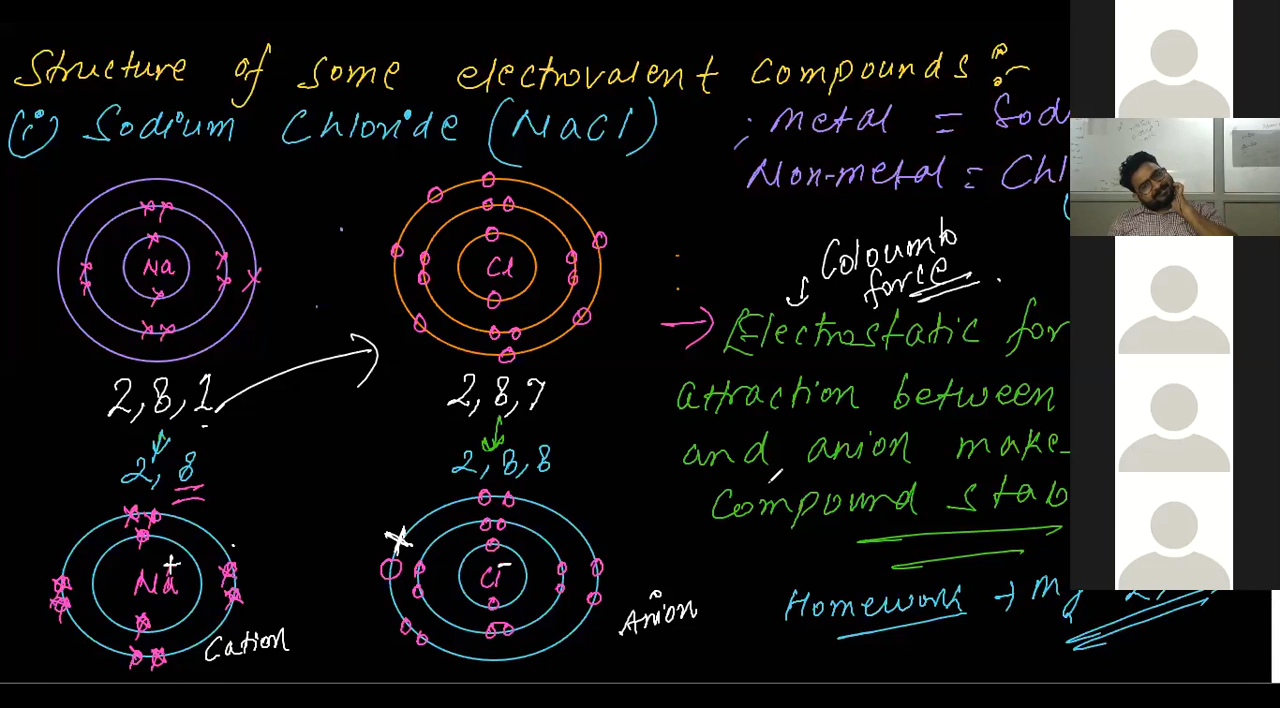 Structure of some electrovalent compounds :-
(i) Sodium Chloride (NaCl) ; Metal = Sod
Non-metal = Chl
Na
Cl
Coloumb
force
2, 8, 1
2, 8, 7
→ Electrostatic for
attraction between
and anion make
compound stab
2, 8
2, 8, 8
Na+
Cation
Cl-
Anion
Homework → Mg